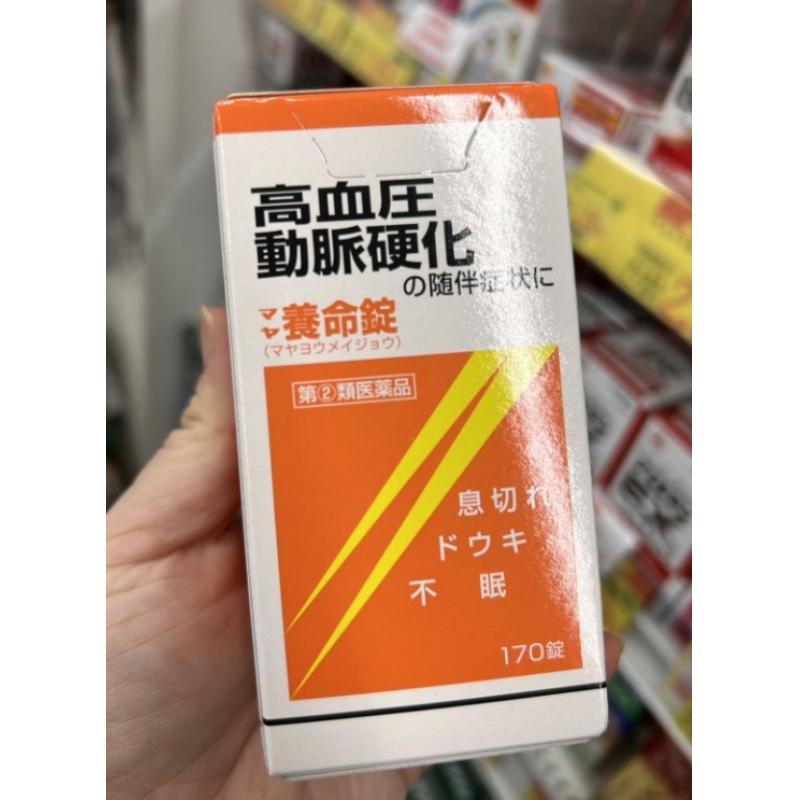 高血圧
動脈硬化
の随伴症状に
マヤ養命錠
(マヤヨウメイジョウ)
第②類医薬品
息切れ
ドウキ
不眠
170錠